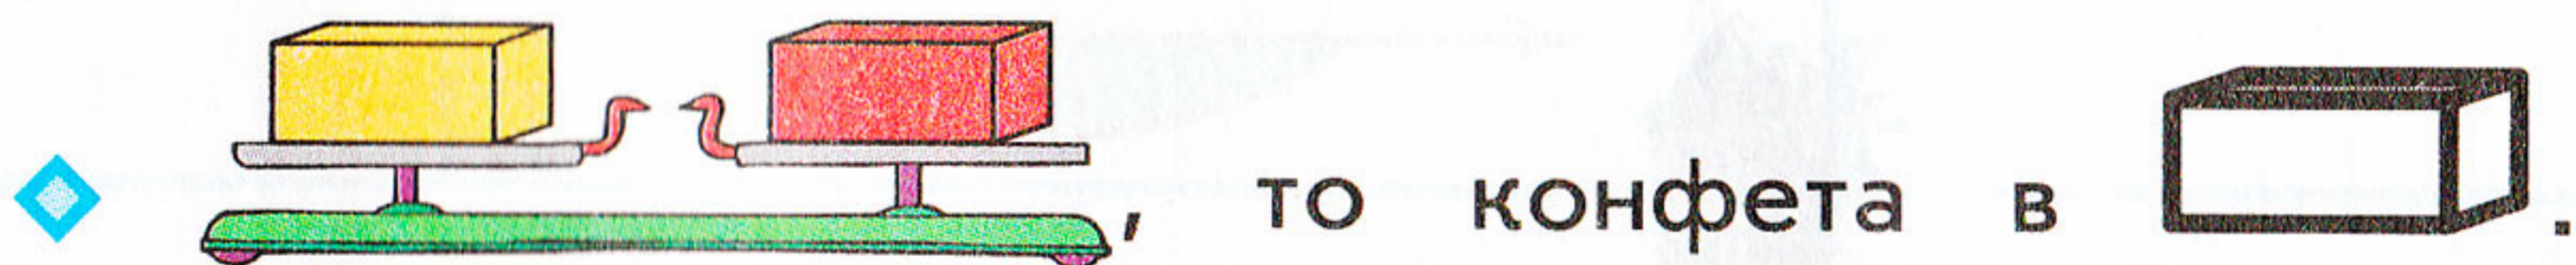 , то конфета в .